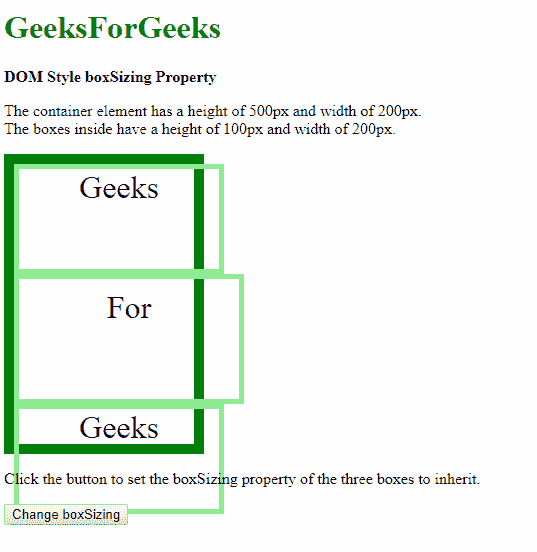 GeeksForGeeks
DOM Style boxSizing Property
The container element has a height of 500px and width of 200px.
The boxes inside have a height of 100px and width of 200px.
Geeks
For
Geeks
Click the button to set the boxSizing property of the three boxes to inherit.
Change boxSizing